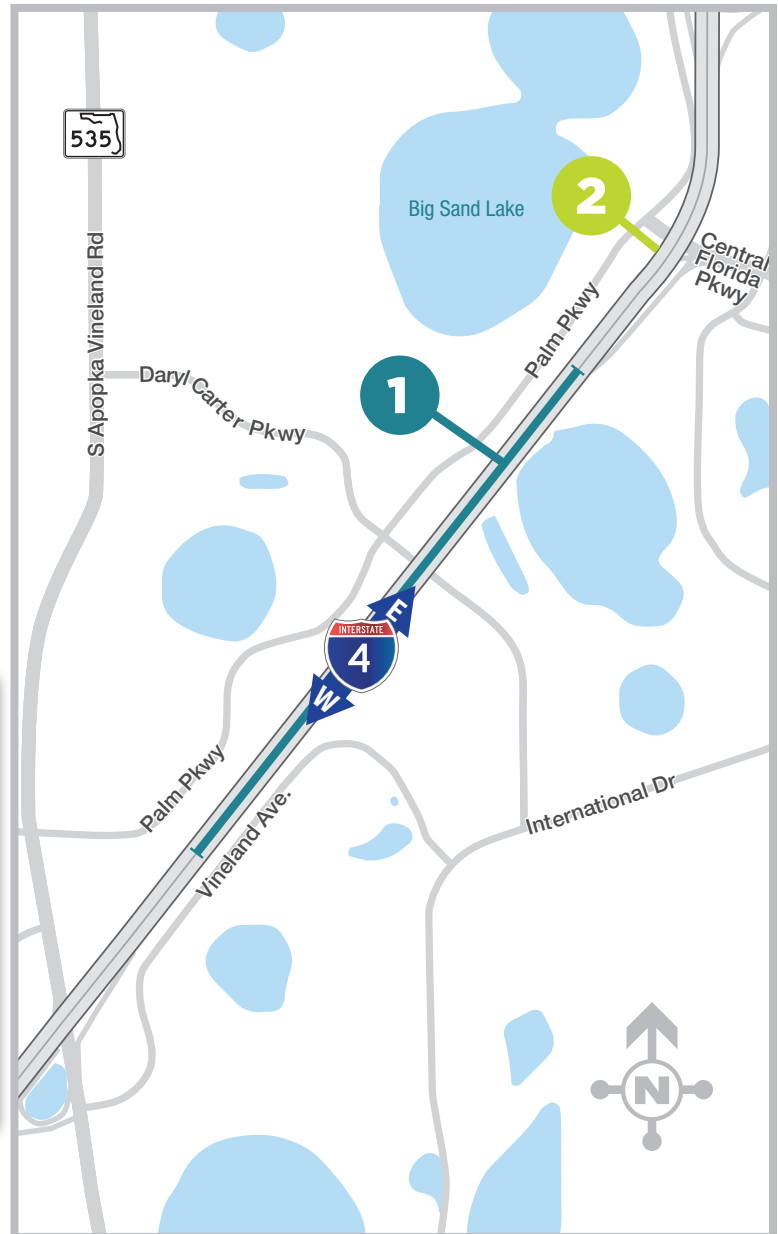 535
Big Sand Lake
2
Central
Florida
Pkwy
S Apopka Vineland Rd
Palm Pkwy
Daryl Carter Pkwy
1
E
INTERSTATE
4
W
Palm Pkwy
Vineland Ave.
International Dr
N